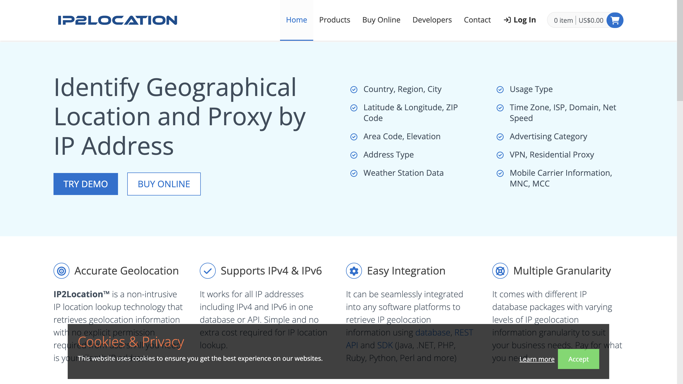 IP2LOCATION
Home
Products
Buy Online
Developers
Contact
Log In
0 item
US$0.00
Identify Geographical
Location and Proxy by
IP Address
TRY DEMO
BUY ONLINE
Country, Region, City
Latitude & Longitude, ZIP
Code
Area Code, Elevation
Address Type
Weather Station Data
Usage Type
Time Zone, ISP, Domain, Net
Speed
Advertising Category
VPN, Residential Proxy
Mobile Carrier Information,
MNC, MCC
Accurate Geolocation
IP2Location™ is a non-intrusive
IP location lookup technology that
retrieves geolocation information
with no explicit permission
Supports IPv4 & IPv6
It works for all IP addresses
including IPv4 and IPv6 in one
database or API. Simple and no
extra cost required for IP location
lookup.
Easy Integration
It can be seamlessly integrated
into any software platforms to
retrieve IP geolocation
information using database, REST
API and SDK (Java, .NET, PHP,
Ruby, Python, Perl and more)
Multiple Granularity
It comes with different IP
database packages with varying
levels of IP geolocation
information granularity to suit
your business needs. Pay for what
you
Cookies & Privacy
This website uses cookies to ensure you get the best experience on our websites.
Learn more
Accept